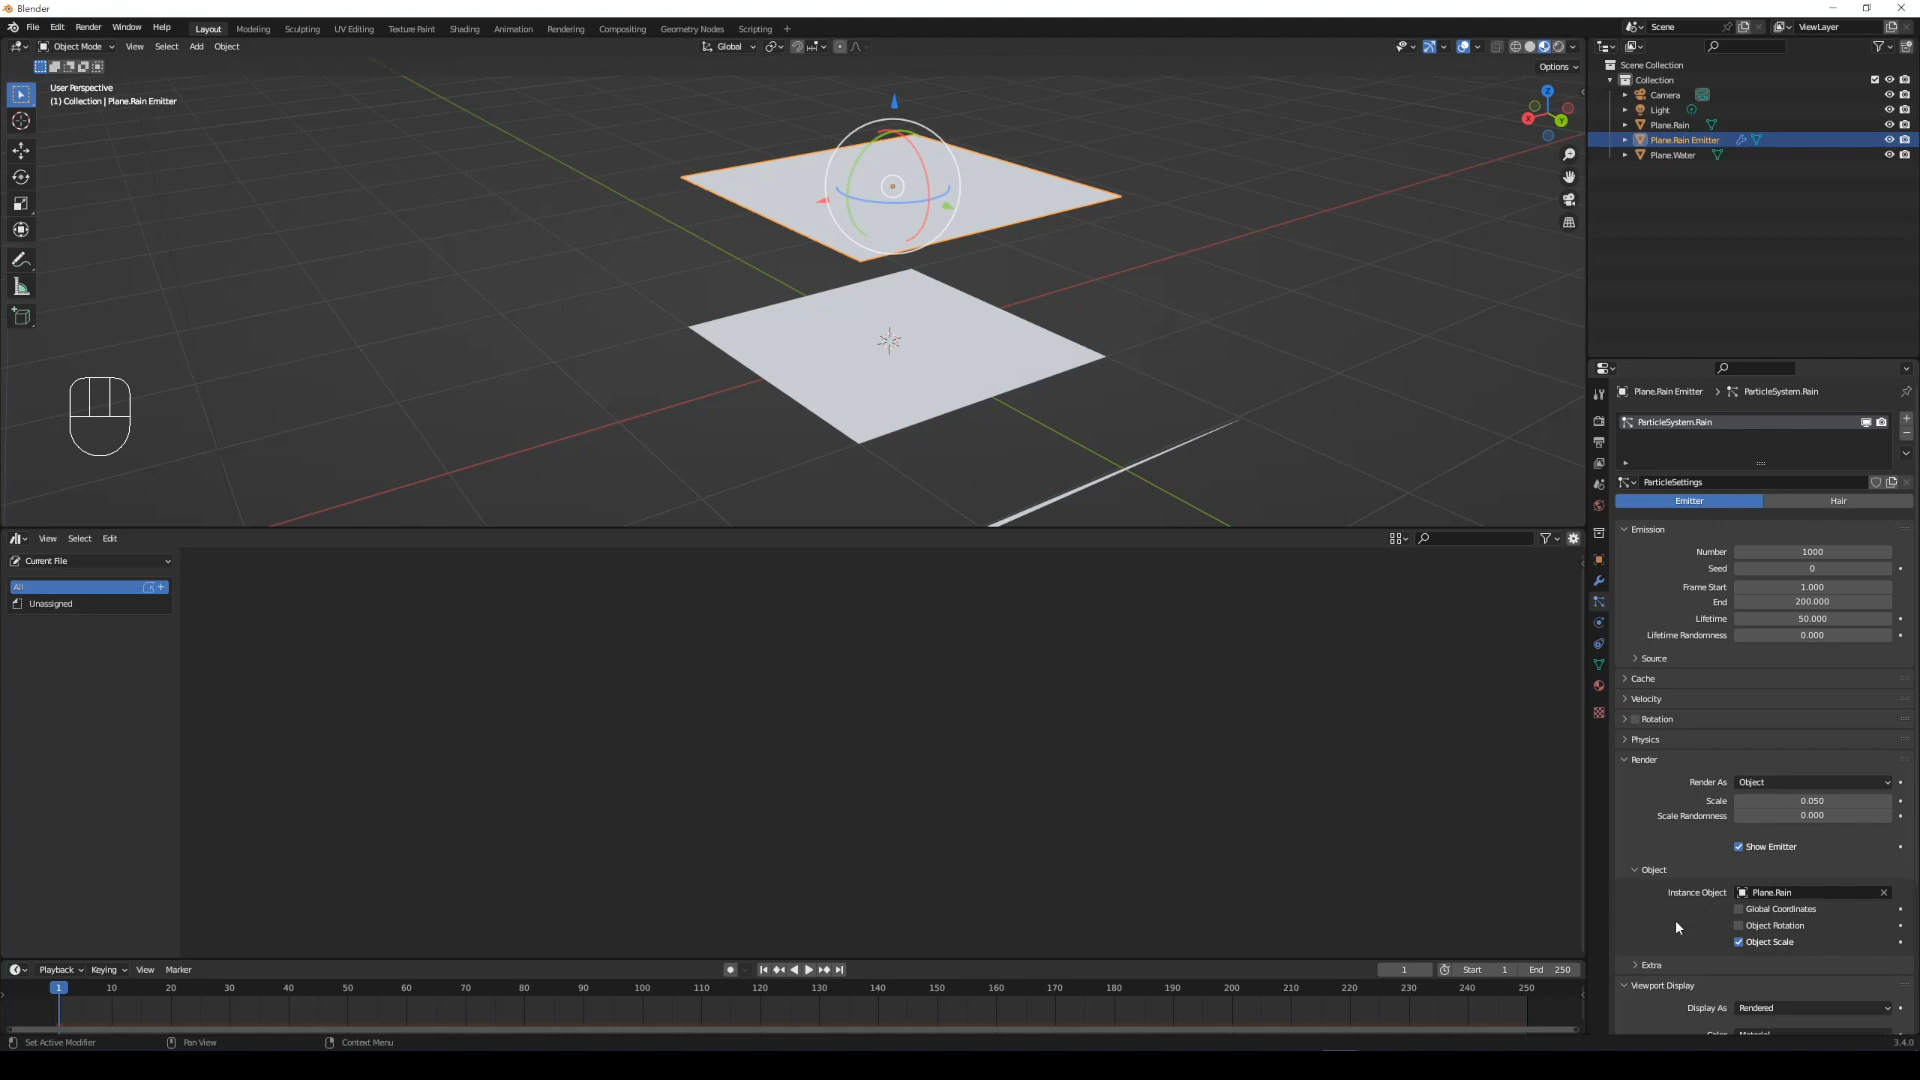 Blender
File Edit Render Window Help Layout Modeling Sculpting UV Editing Texture Paint Shading Animation Rendering Compositing Geometry Nodes Scripting + Scene ViewLayer
Object Mode View Select Add Object Global
Options
User Perspective
(1) Collection | Plane.Rain Emitter
Z
X
Y
Scene Collection
Collection
Camera
Light
Plane.Rain
Plane.Rain Emitter
Plane.Water
Plane.Rain Emitter > ParticleSystem.Rain
ParticleSystem.Rain
ParticleSettings
Emitter Hair
Emission
Number 1000
Seed 0
Frame Start 1.000
End 200.000
Lifetime 50.000
Lifetime Randomness 0.000
Source
Cache
Velocity
Rotation
Physics
Render
Render As Object
Scale 0.050
Scale Randomness 0.000
Show Emitter
Object
Instance Object Plane.Rain
Global Coordinates
Object Rotation
Object Scale
Extra
Viewport Display
Display As Rendered
View Select Edit
Current File
All
Unassigned
Playback Keying View Marker 1 Start 1 End 250
1 10 20 30 40 50 60 70 80 90 100 110 120 130 140 150 160 170 180 190 200 210 220 230 240 250
Set Active Modifier Pan View Context Menu 3.4.0